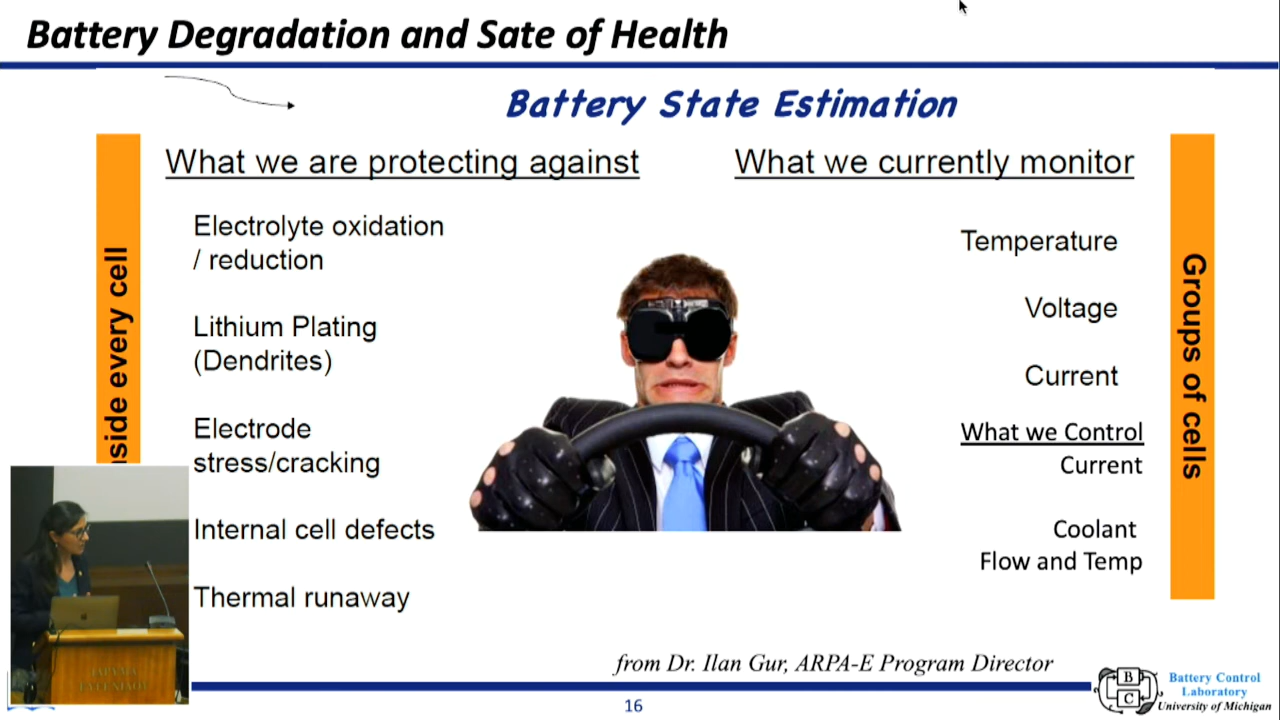 Battery Degradation and Sate of Health
Battery State Estimation
What we are protecting against
Electrolyte oxidation
/ reduction
Lithium Plating
(Dendrites)
Electrode
stress/cracking
Internal cell defects
Thermal runaway
What we currently monitor
Temperature
Voltage
Current
What we Control
Current
Coolant
Flow and Temp
every cell
Groups of cells
from Dr. Ilan Gur, ARPA-E Program Director
16
B
C
Battery Control
Laboratory
University of Michigan